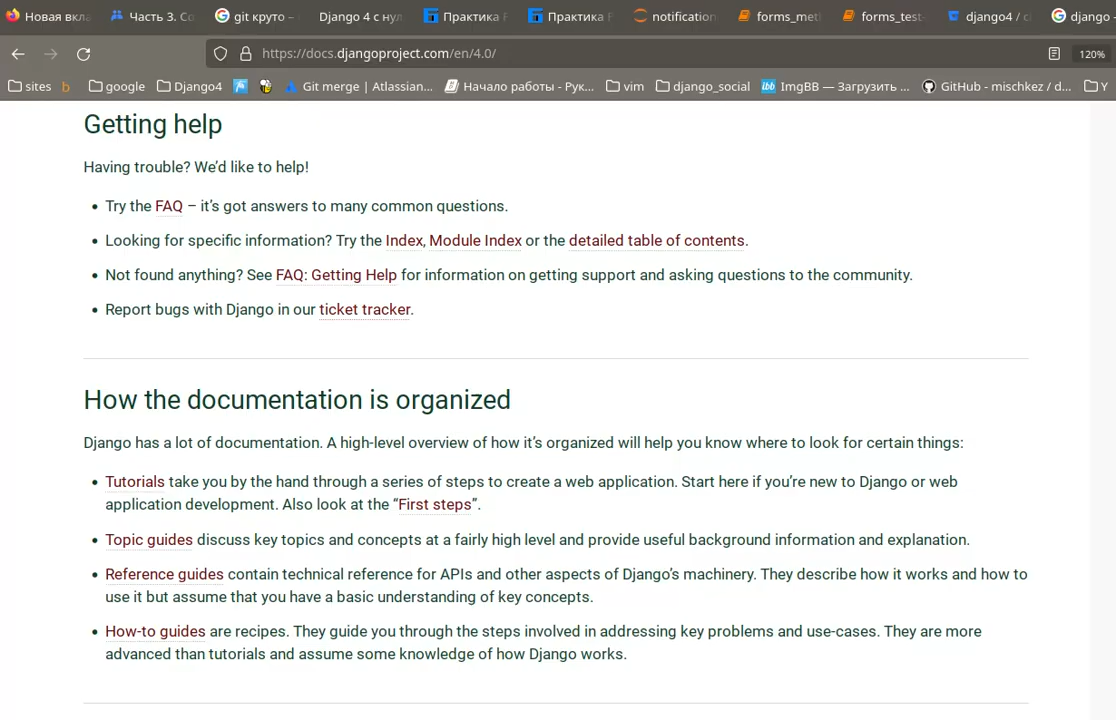 Новая вкла
Часть 3. Со
git круто –
Django 4 с нул
Практика
Практика
notification
forms_met
forms_test-
django4 / c
django -
https://docs.djangoproject.com/en/4.0/
120%
sites
b
google
Django4
Git merge | Atlassian...
Начало работы - Рук...
vim
django_social
ibb ImgBB — Загрузить ...
GitHub - mischkez / d...
Y
Getting help
Having trouble? We’d like to help!
• Try the FAQ – it’s got answers to many common questions.
• Looking for specific information? Try the Index, Module Index or the detailed table of contents.
• Not found anything? See FAQ: Getting Help for information on getting support and asking questions to the community.
• Report bugs with Django in our ticket tracker.
How the documentation is organized
Django has a lot of documentation. A high-level overview of how it’s organized will help you know where to look for certain things:
• Tutorials take you by the hand through a series of steps to create a web application. Start here if you’re new to Django or web
application development. Also look at the “First steps”.
• Topic guides discuss key topics and concepts at a fairly high level and provide useful background information and explanation.
• Reference guides contain technical reference for APIs and other aspects of Django’s machinery. They describe how it works and how to
use it but assume that you have a basic understanding of key concepts.
• How-to guides are recipes. They guide you through the steps involved in addressing key problems and use-cases. They are more
advanced than tutorials and assume some knowledge of how Django works.